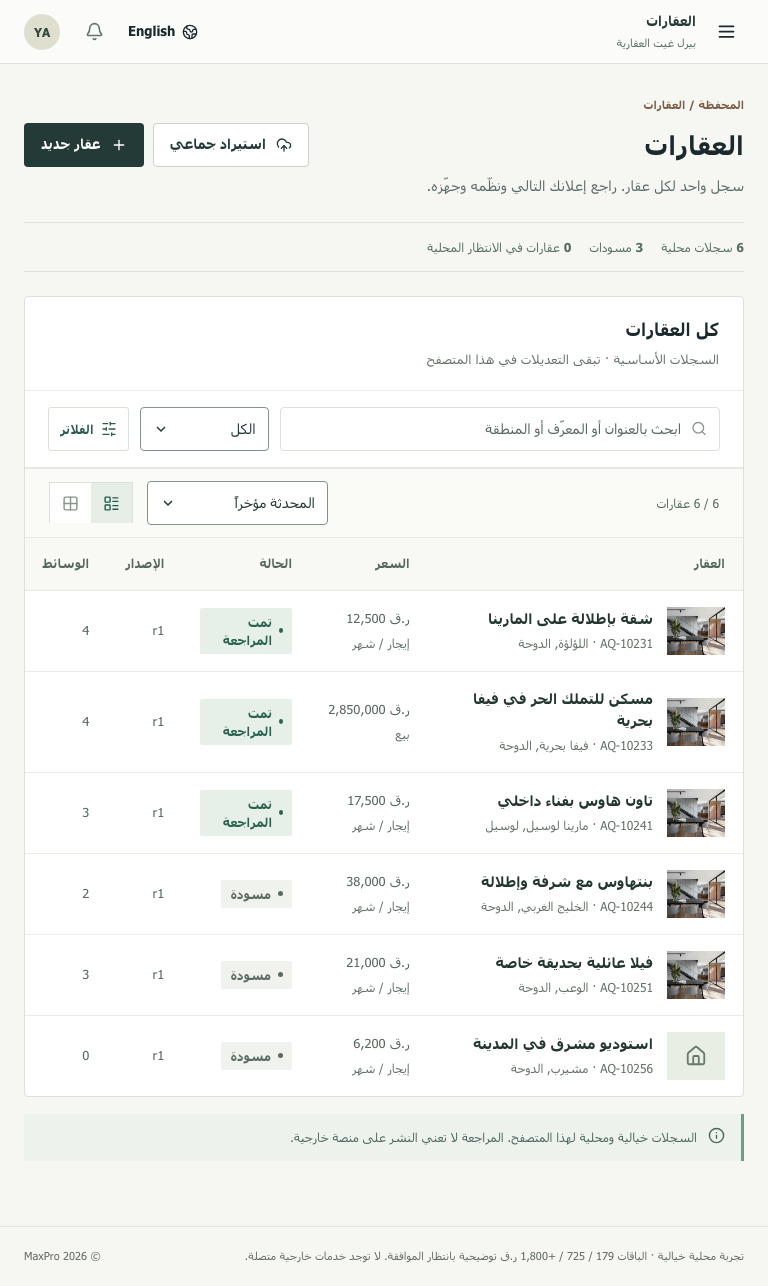 العقارات
بيرل غيت العقارية
English
YA
المحفظة / العقارات
العقارات
استيراد جماعي
عقار جديد
سجل واحد لكل عقار. راجع إعلانك التالي ونظّمه وجهّزه.
6 سجلات محلية
3 مسودات
0 عقارات في الانتظار المحلية
كل العقارات
السجلات الأساسية · تبقى التعديلات في هذا المتصفح
ابحث بالعنوان أو المعرّف أو المنطقة
الكل
الفلاتر
6 / 6 عقارات
المحدثة مؤخراً
العقار
السعر
الحالة
الإصدار
الوسائط
شقة بإطلالة على المارينا
AQ-10231 · اللؤلؤة, الدوحة
ر.ق 12,500
إيجار / شهر
تمت
المراجعة
r1
4
مسكن للتملك الحر في فيفا
بحرية
AQ-10233 · فيفا بحرية, الدوحة
ر.ق 2,850,000
بيع
تمت
المراجعة
r1
4
تاون هاوس بفناء داخلي
AQ-10241 · مارينا لوسيل, لوسيل
ر.ق 17,500
إيجار / شهر
تمت
المراجعة
r1
3
بنتهاوس مع شرفة وإطلالة
AQ-10244 · الخليج الغربي, الدوحة
ر.ق 38,000
إيجار / شهر
مسودة
r1
2
فيلا عائلية بحديقة خاصة
AQ-10251 · الوعب, الدوحة
ر.ق 21,000
إيجار / شهر
مسودة
r1
3
استوديو مشرق في المدينة
AQ-10256 · مشيرب, الدوحة
ر.ق 6,200
إيجار / شهر
مسودة
r1
0
السجلات خيالية ومحلية لهذا المتصفح. المراجعة لا تعني النشر على منصة خارجية.
تجربة محلية خيالية · الباقات 179 / 725 / +1,800 ر.ق توضيحية بانتظار الموافقة. لا توجد خدمات خارجية متصلة.
© 2026 MaxPro